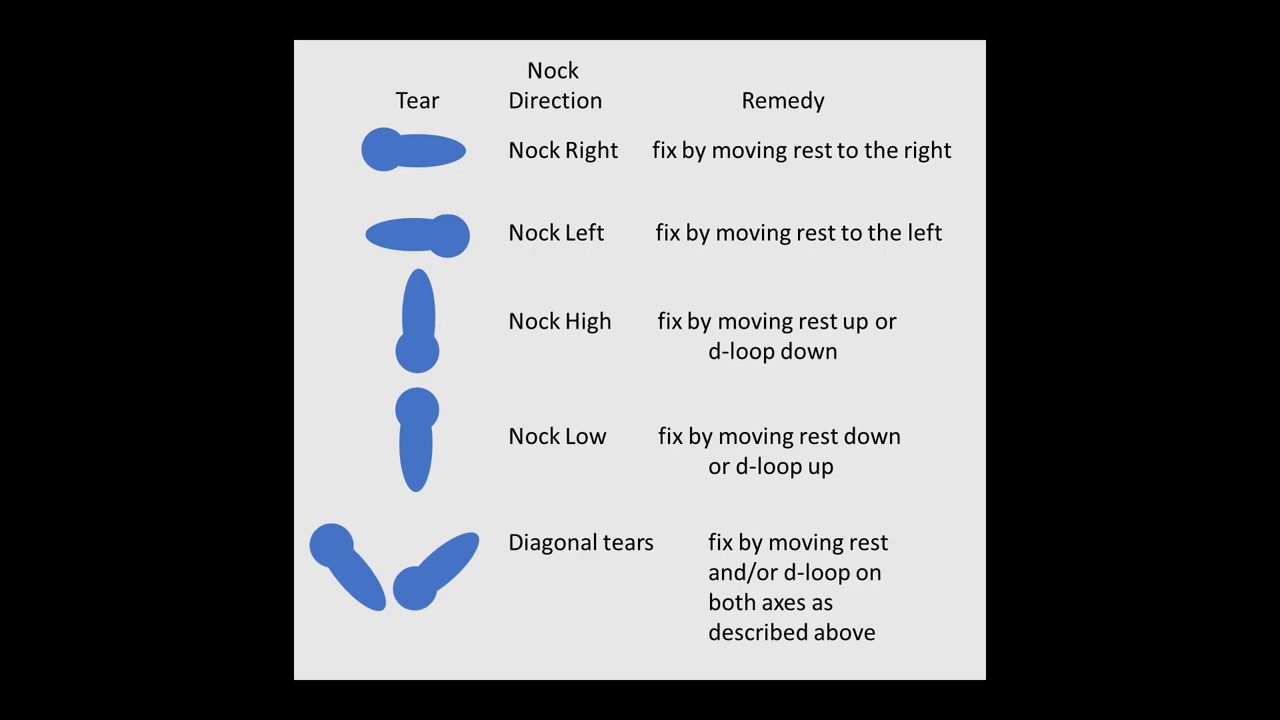 Nock
Tear Direction Remedy
Nock Right fix by moving rest to the right
Nock Left fix by moving rest to the left
Nock High fix by moving rest up or
d-loop down
Nock Low fix by moving rest down
or d-loop up
Diagonal tears fix by moving rest
and/or d-loop on
both axes as
described above